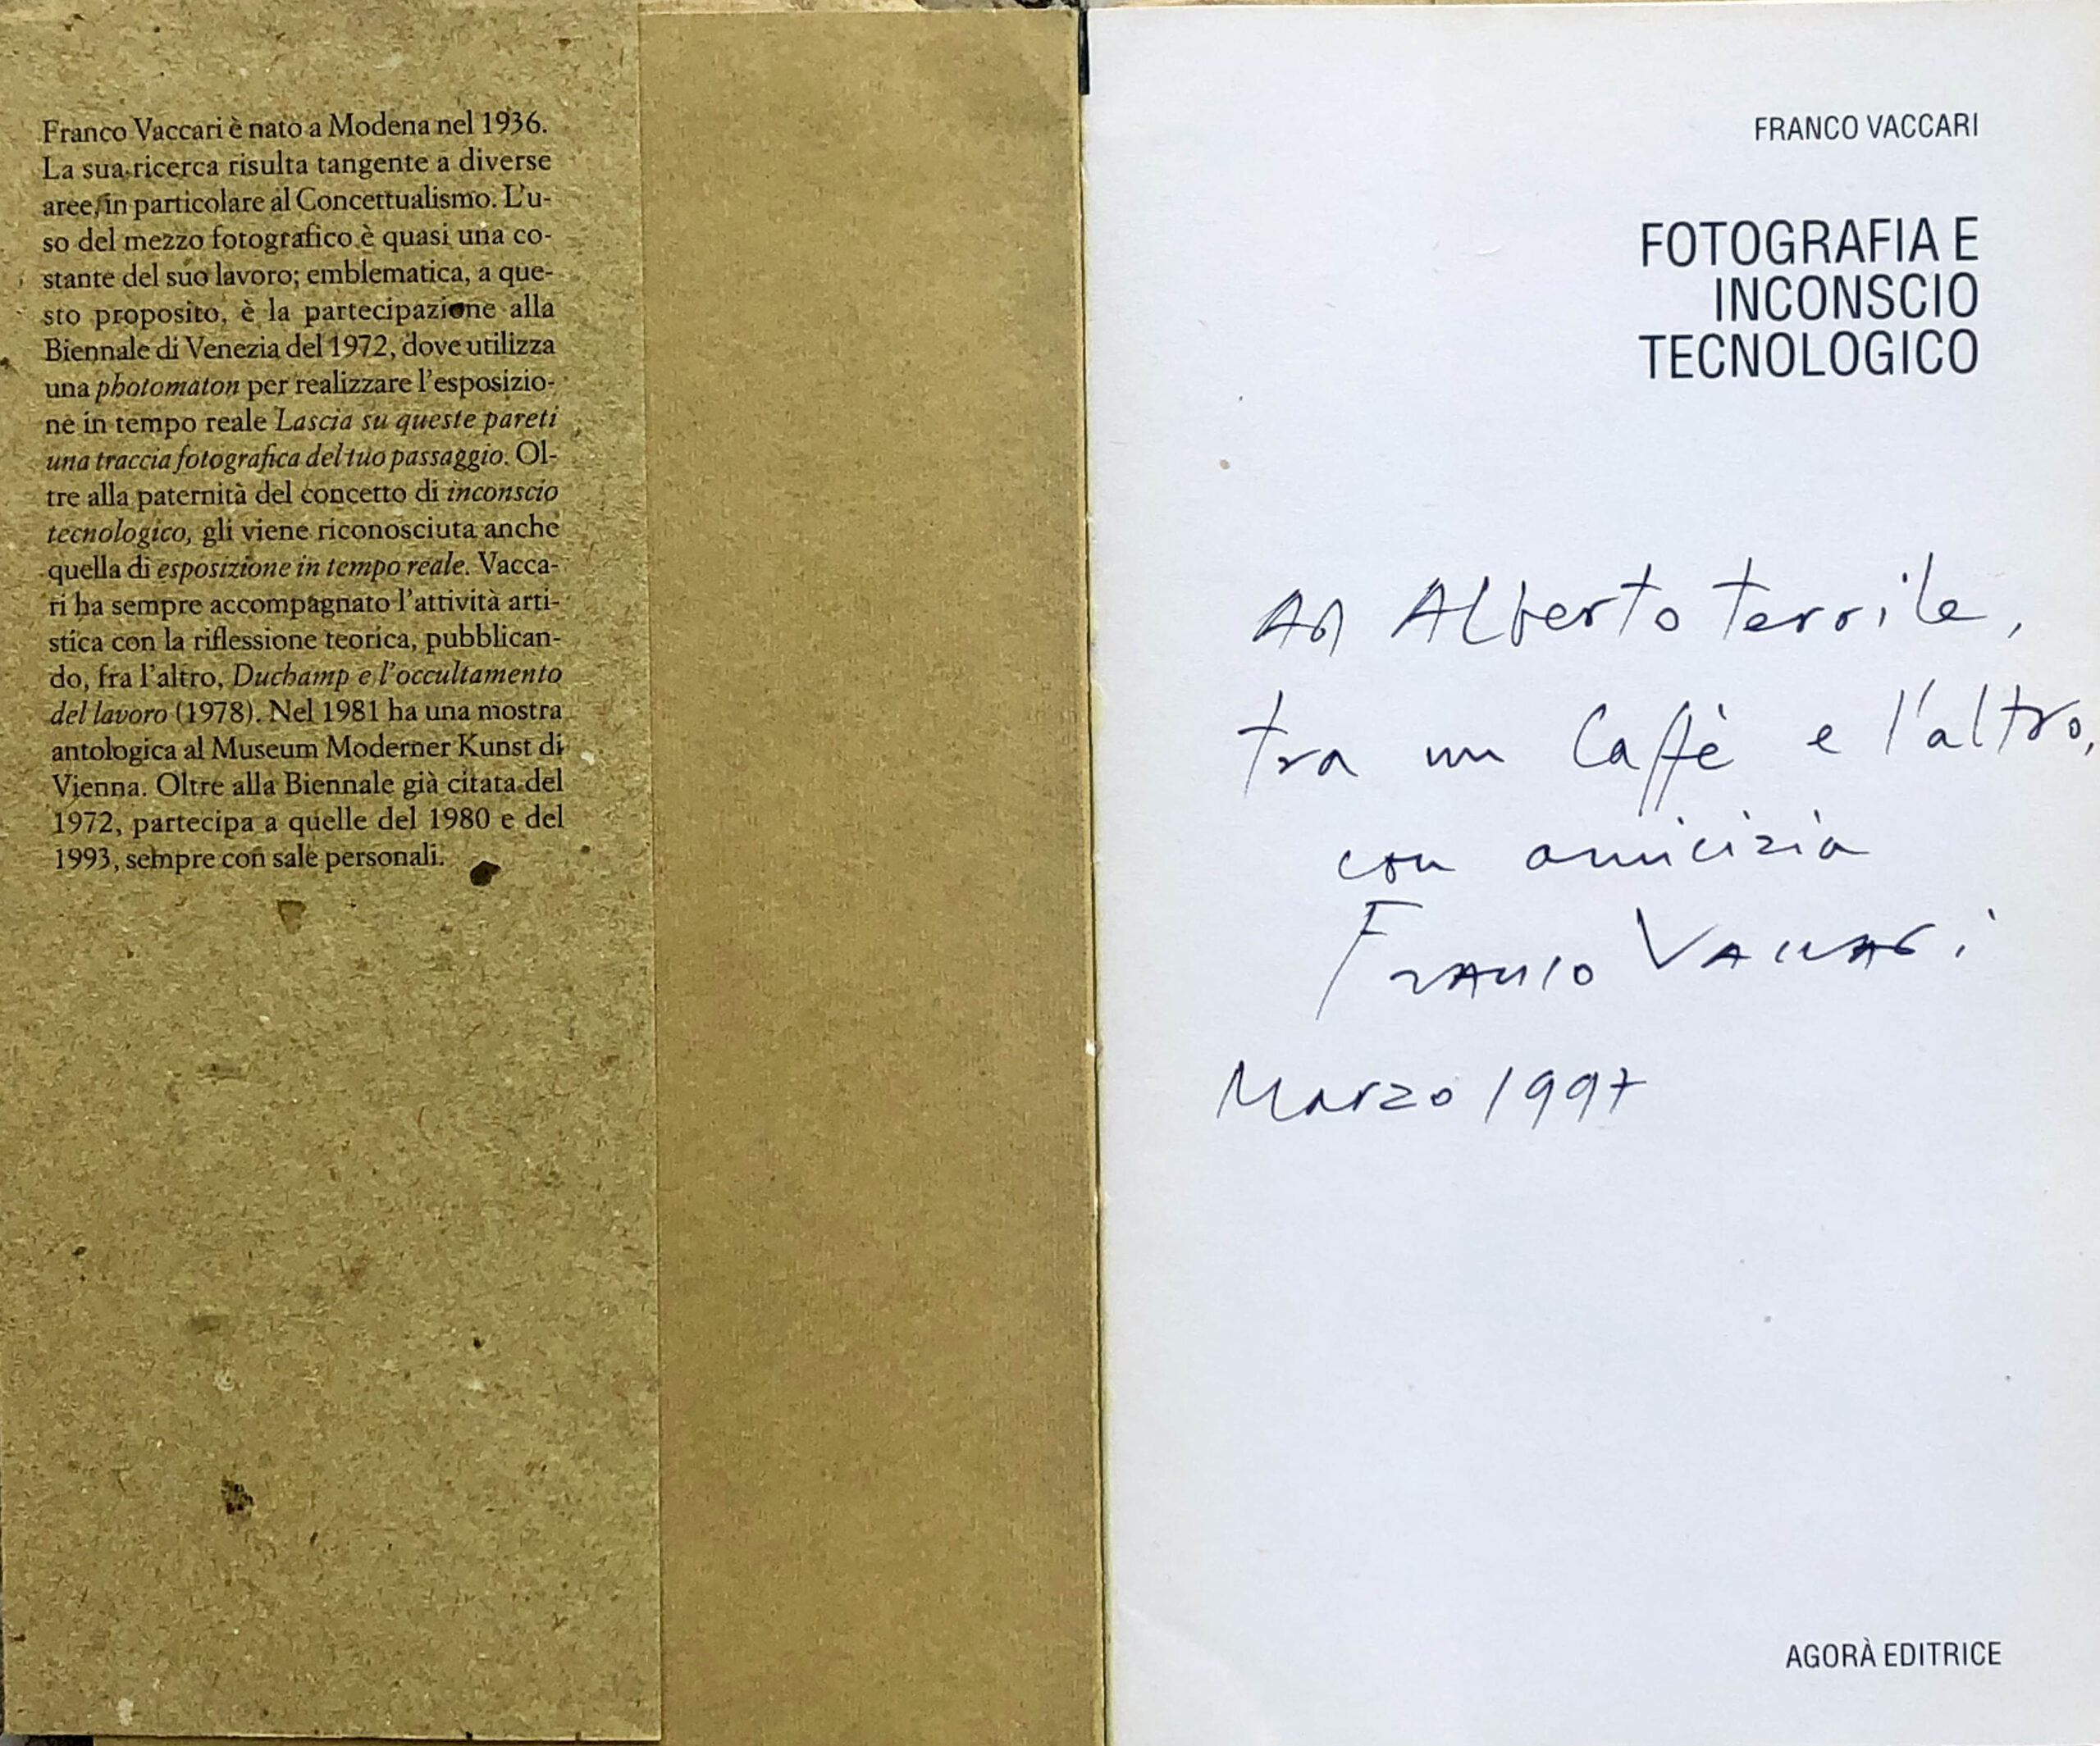 Franco Vaccari è nato a Modena nel 1936.
La sua ricerca risulta tangente a diverse
aree, in particolare al Concettualismo. L'u-
so del mezzo fotografico è quasi una co-
stante del suo lavoro; emblematica, a que-
sto proposito, è la partecipazione alla
Biennale di Venezia del 1972, dove utilizza
una photomaton per realizzare l'esposizio-
ne in tempo reale Lascia su queste pareti
una traccia fotografica del tuo passaggio. Ol-
tre alla paternità del concetto di inconscio
tecnologico, gli viene riconosciuta anche
quella di esposizione in tempo reale. Vacca-
ri ha sempre accompagnato l'attività arti-
stica con la riflessione teorica, pubblican-
do, fra l'altro, Duchamp e l'occultamento
del lavoro (1978). Nel 1981 ha una mostra
antologica al Museum Moderner Kunst di
Vienna. Oltre alla Biennale già citata del
1972, partecipa a quelle del 1980 e del
1993, sempre con sale personali.
FRANCO VACCARI
FOTOGRAFIA E
INCONSCIO
TECNOLOGICO
Ad Alberto Terrile,
tra un Caffè e l'altro,
con amicizia
Franco Vaccari
Marzo 1997
AGORÀ EDITRICE